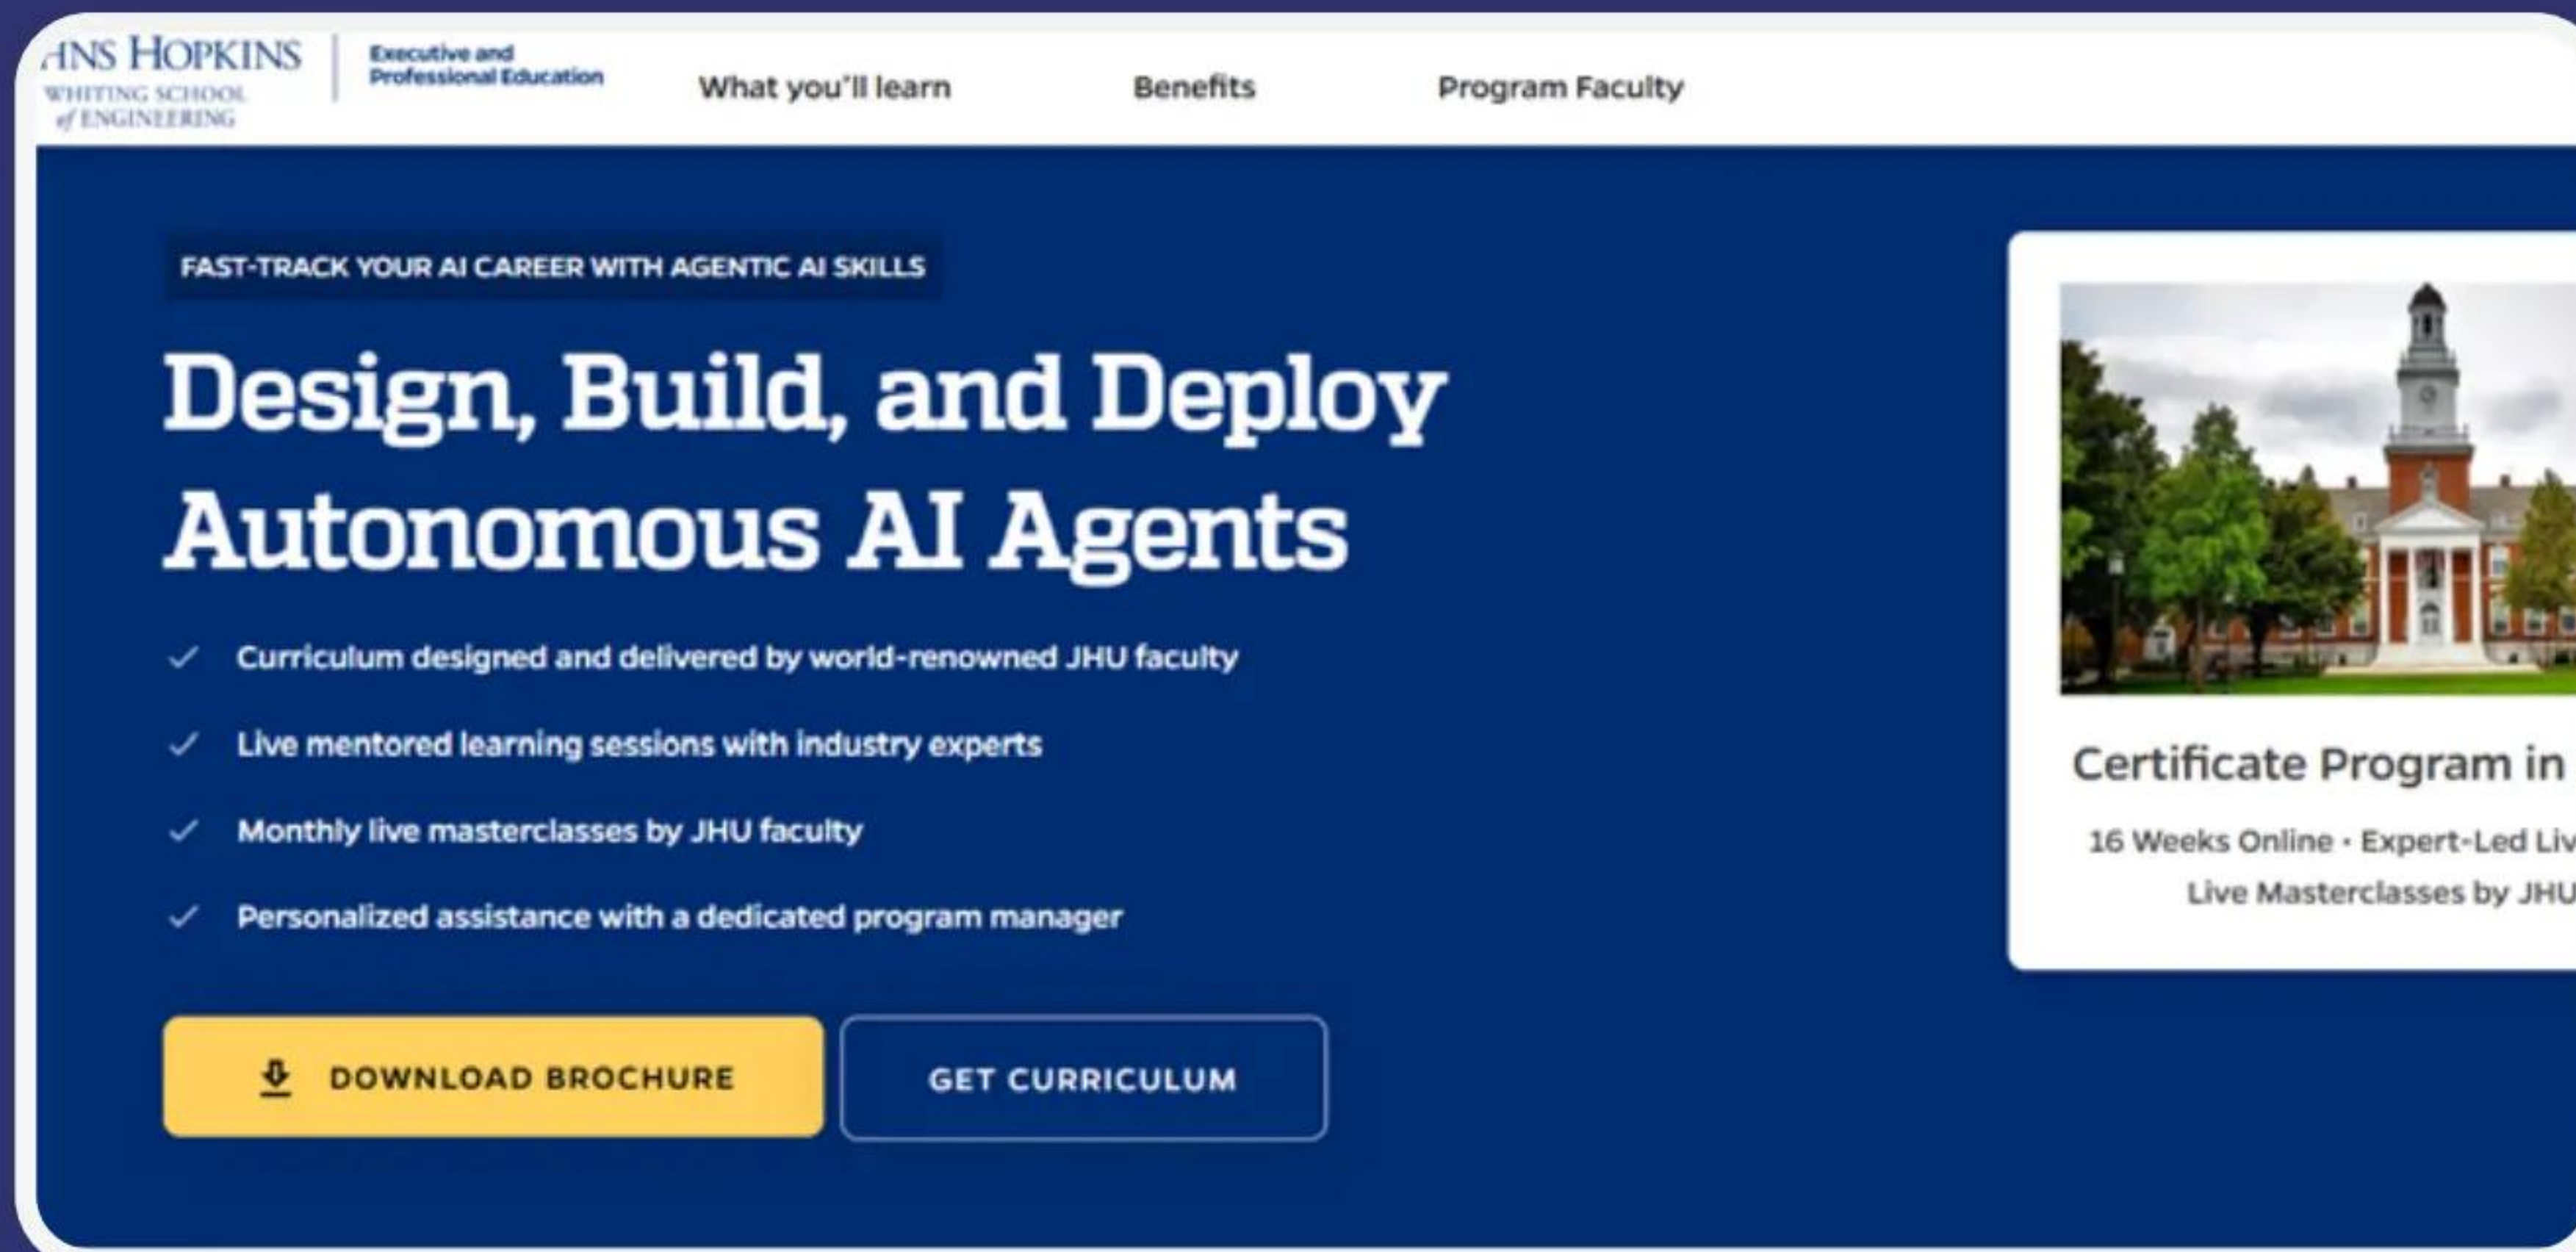 HNS HOPKINS
WHITING SCHOOL
of ENGINEERING
Executive and
Professional Education
What you'll learn
Benefits
Program Faculty
FAST-TRACK YOUR AI CAREER WITH AGENTIC AI SKILLS
Design, Build, and Deploy
Autonomous AI Agents
Curriculum designed and delivered by world-renowned JHU faculty
Live mentored learning sessions with industry experts
Monthly live masterclasses by JHU faculty
Personalized assistance with a dedicated program manager
DOWNLOAD BROCHURE
GET CURRICULUM
Certificate Program in
16 Weeks Online • Expert-Led Liv
Live Masterclasses by JHU